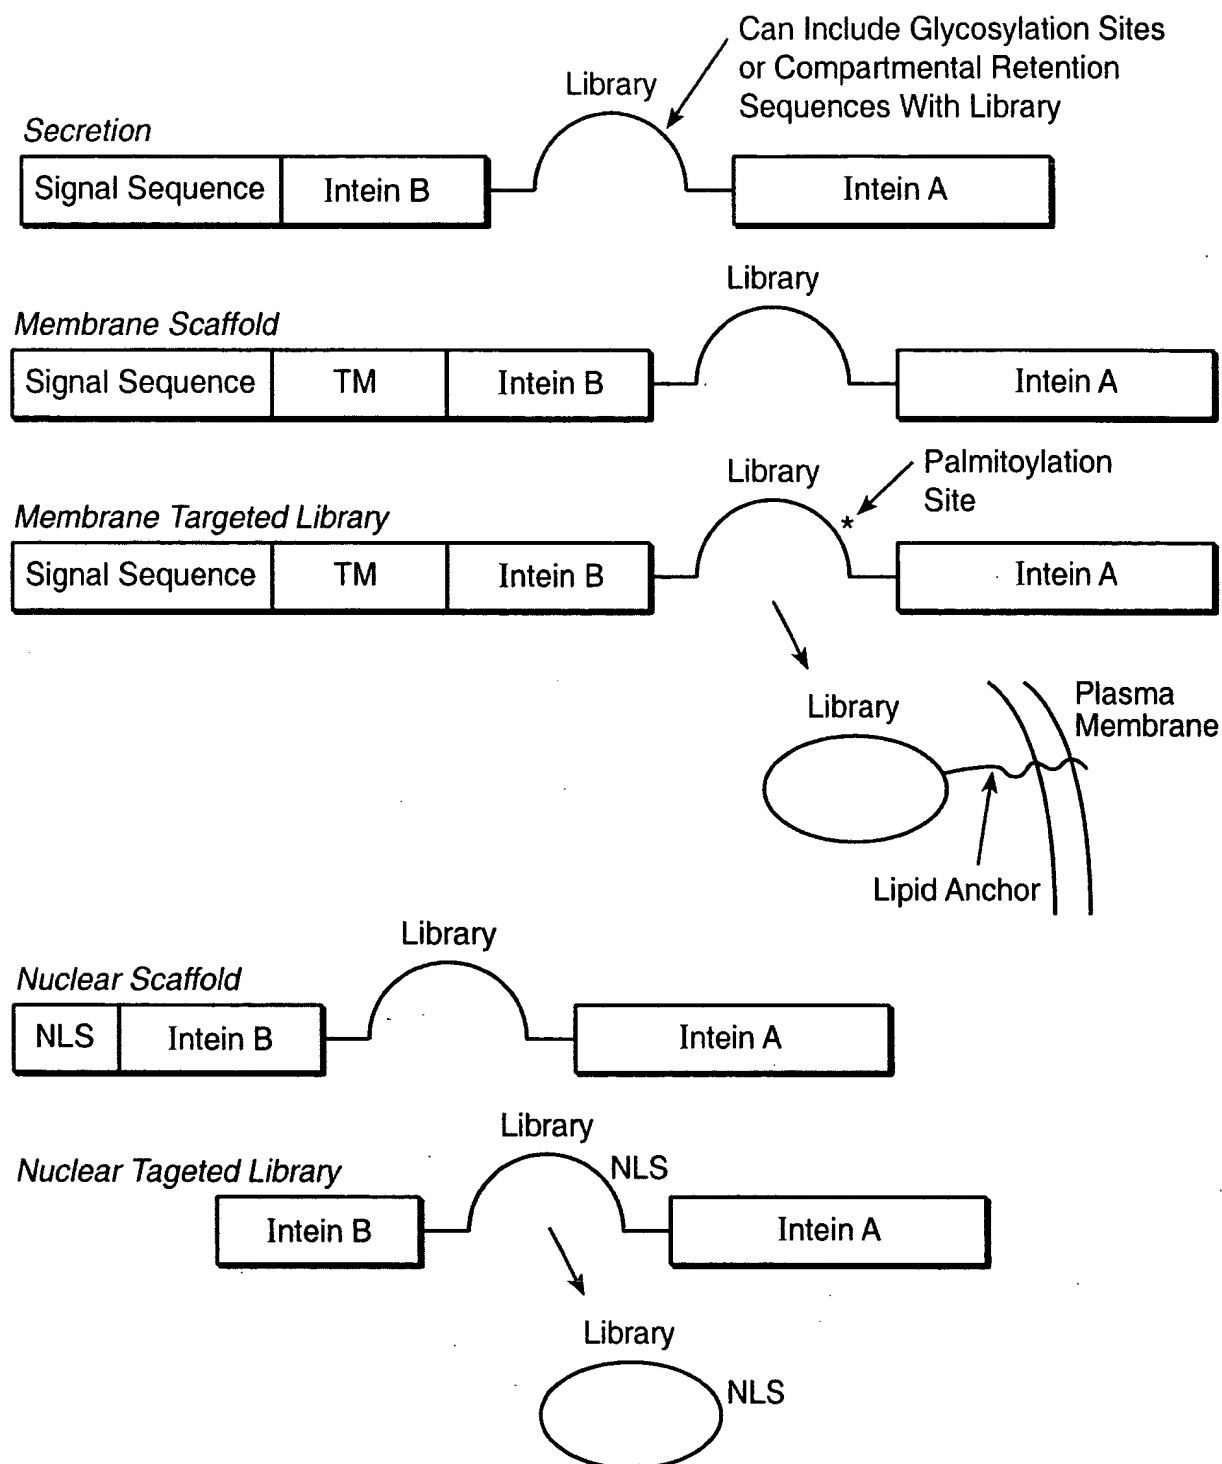 Can Include Glycosylation Sites
or Compartmental Retention
Sequences With Library
Library
Secretion
Signal Sequence
Intein B
Intein A
Library
Membrane Scaffold
Signal Sequence
TM
Intein B
Intein A
Library
Palmitoylation
Site
Membrane Targeted Library
*
Signal Sequence
TM
Intein B
Intein A
Library
Plasma
Membrane
Lipid Anchor
Library
Nuclear Scaffold
NLS
Intein B
Intein A
Library
NLS
Nuclear Tageted Library
Intein B
Intein A
Library
NLS